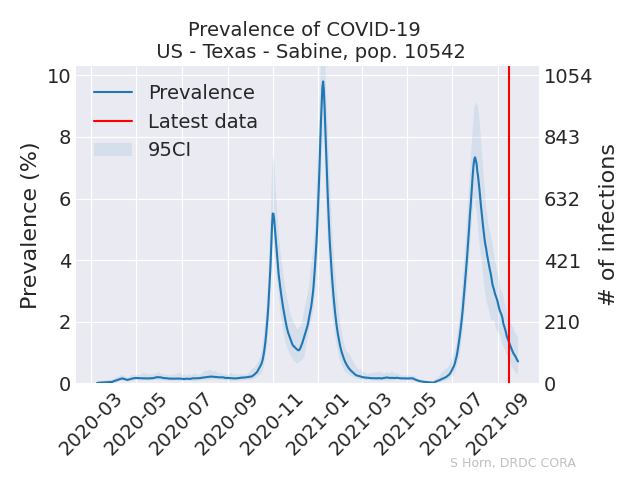 Prevalence of COVID-19
US - Texas - Sabine, pop. 10542
Prevalence (%)
# of infections
10
8
6
4
2
0
1054
843
632
421
210
0
Prevalence
Latest data
95CI
2020-03
2020-05
2020-07
2020-09
2020-11
2021-01
2021-03
2021-05
2021-07
2021-09
S Horn, DRDC CORA